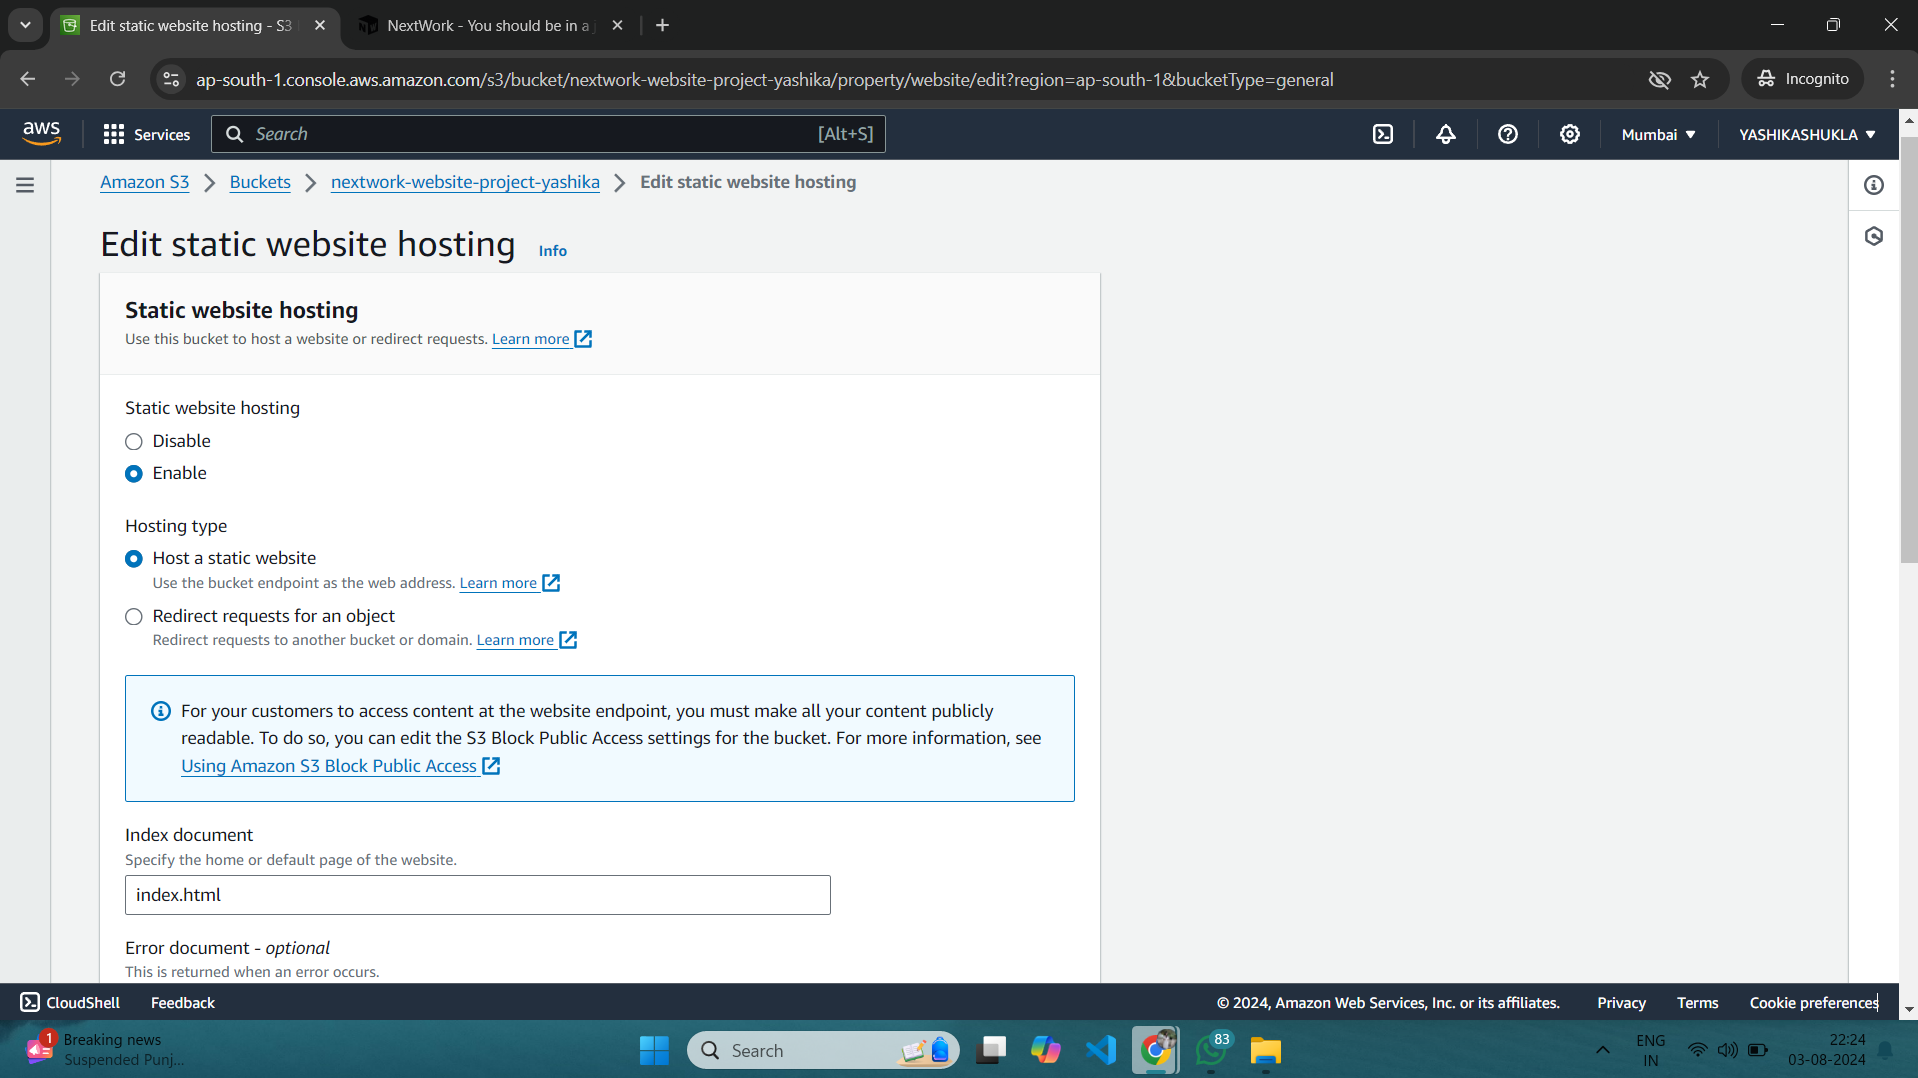 Edit static website hosting - S3
NextWork - You should be in a j
ap-south-1.console.aws.amazon.com/s3/bucket/nextwork-website-project-yashika/property/website/edit?region=ap-south-1&bucketType=general
Incognito
aws
Services
Search
[Alt+S]
Mumbai
YASHIKASHUKLA
Amazon S3
Buckets
nextwork-website-project-yashika
Edit static website hosting
Edit static website hosting Info
Static website hosting
Use this bucket to host a website or redirect requests. Learn more
Static website hosting
Disable
Enable
Hosting type
Host a static website
Use the bucket endpoint as the web address. Learn more
Redirect requests for an object
Redirect requests to another bucket or domain. Learn more
For your customers to access content at the website endpoint, you must make all your content publicly
readable. To do so, you can edit the S3 Block Public Access settings for the bucket. For more information, see
Using Amazon S3 Block Public Access
Index document
Specify the home or default page of the website.
index.html
Error document - optional
This is returned when an error occurs.
CloudShell
Feedback
© 2024, Amazon Web Services, Inc. or its affiliates.
Privacy
Terms
Cookie preferences
1
Breaking news
Suspended Punj...
Search
83
ENG
IN
22:24
03-08-2024